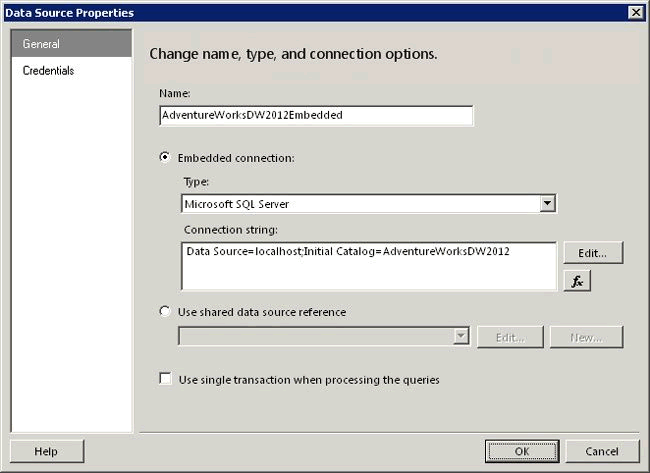 Data Source Properties
General
Credentials
Change name, type, and connection options.
Name:
AdventureWorksDW2012Embedded
Embedded connection:
Type:
Microsoft SQL Server
Connection string:
Data Source=localhost;Initial Catalog=AdventureWorksDW2012
Edit...
fx
Use shared data source reference
Edit...
New...
Use single transaction when processing the queries
Help
OK
Cancel